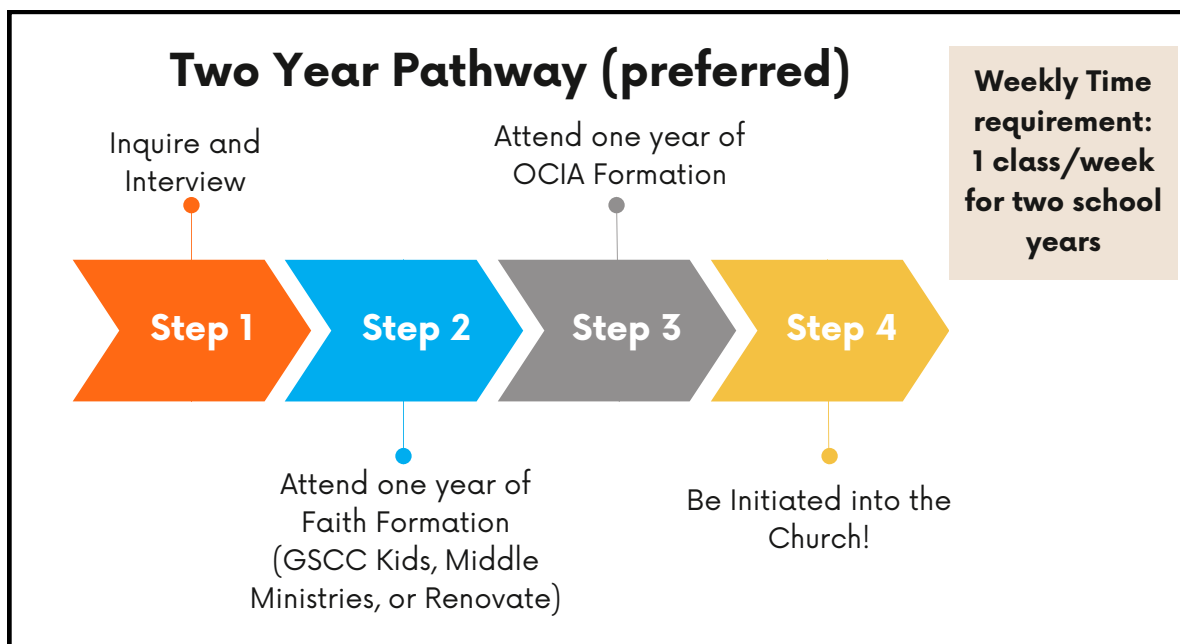 Two Year Pathway (preferred)
Weekly Time
requirement:
1 class/week
for two school
years
Inquire and
Interview
Attend one year of
OCIA Formation
Step 1
Step 2
Step 3
Step 4
Attend one year of
Faith Formation
(GSCC Kids, Middle
Ministries, or Renovate)
Be Initiated into the
Church!